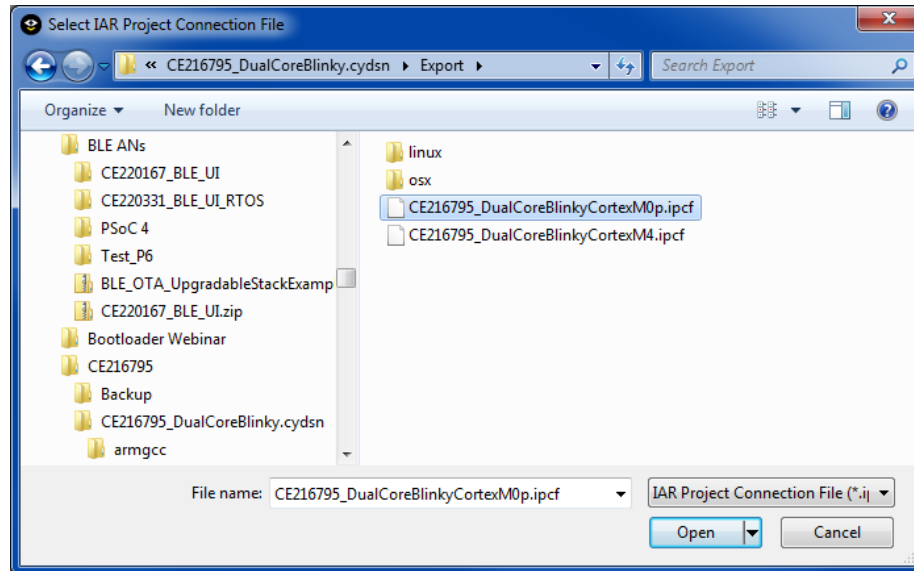 Select IAR Project Connection File
« CE216795_DualCoreBlinky.cydsn ▸ Export ▸
Search Export
Organize
New folder
BLE ANs
CE220167_BLE_UI
CE220331_BLE_UI_RTOS
PSoC 4
Test_P6
BLE_OTA_UpgradableStackExamp
CE220167_BLE_UI.zip
Bootloader Webinar
CE216795
Backup
CE216795_DualCoreBlinky.cydsn
armgcc
linux
osx
CE216795_DualCoreBlinkyCortexM0p.ipcf
CE216795_DualCoreBlinkyCortexM4.ipcf
File name: CE216795_DualCoreBlinkyCortexM0p.ipcf
IAR Project Connection File (*.ip
Open
Cancel